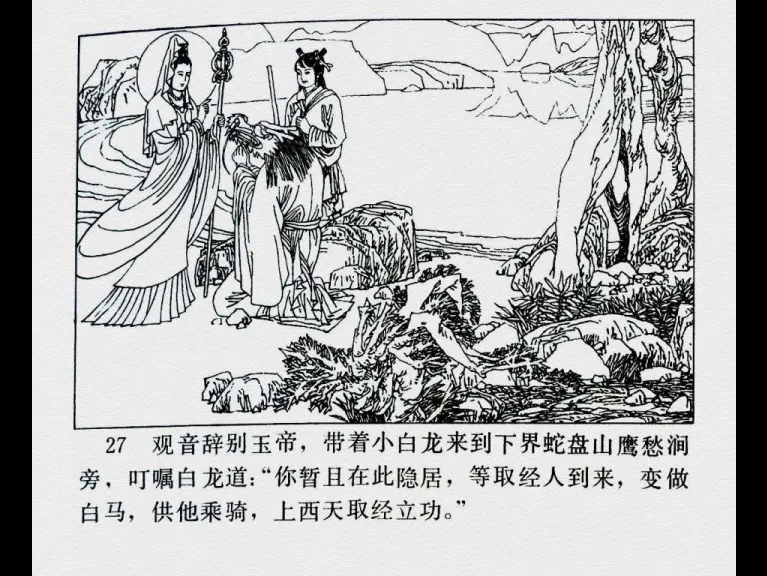 27 观音辞别玉帝，带着小白龙来到下界蛇盘山鹰愁涧
旁，叮嘱白龙道：“你暂且在此隐居，等取经人到来，变做
白马，供他乘骑，上西天取经立功。”